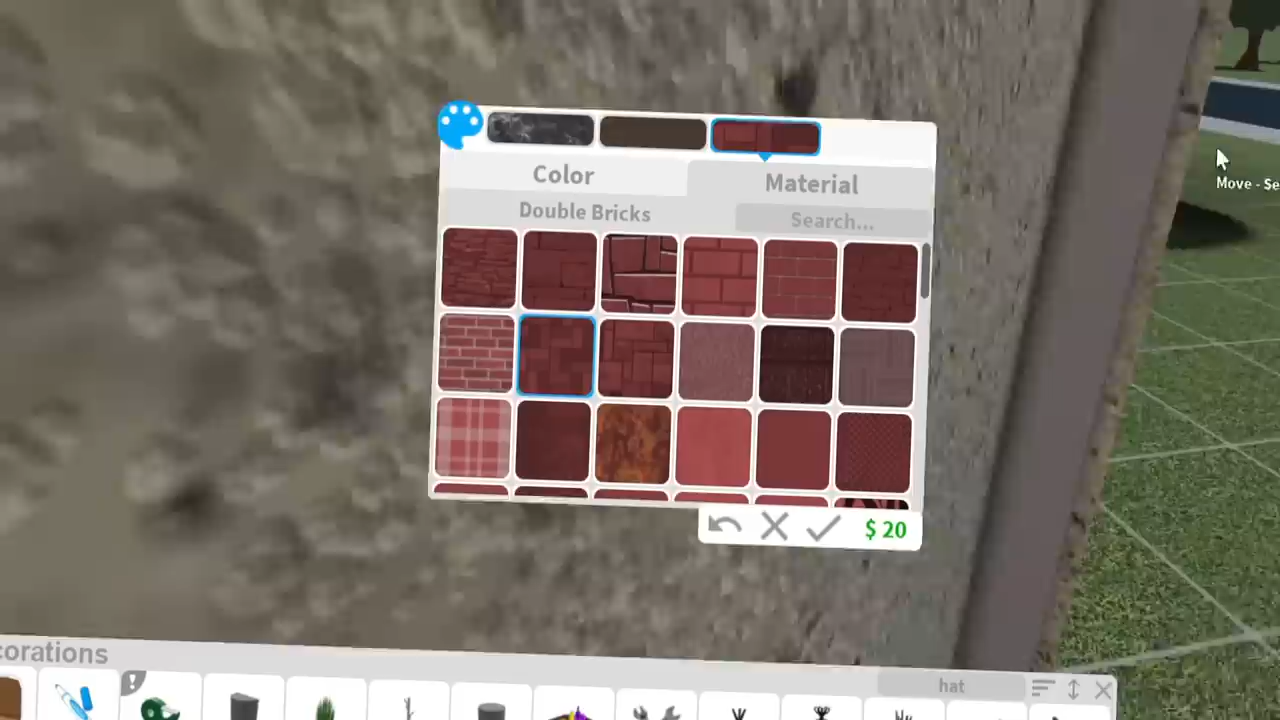 Color
Material
Double Bricks
Search...
$ 20
Move - Se
corations
hat